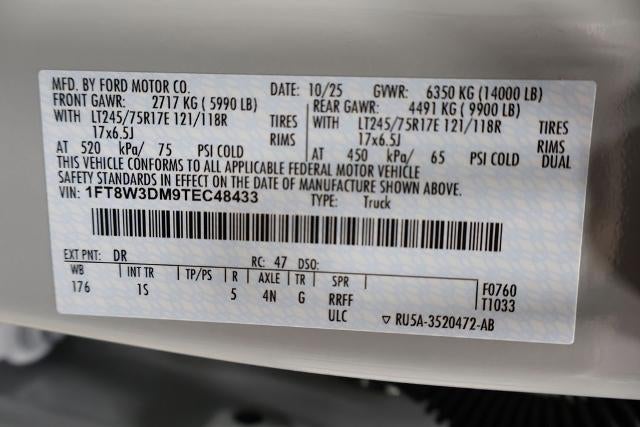 MFD. BY FORD MOTOR CO. DATE: 10/25 GVWR: 6350 KG (14000 LB)
FRONT GAWR: 2717 KG ( 5990 LB) REAR GAWR: 4491 KG ( 9900 LB)
WITH LT245/75R17E 121/118R TIRES WITH LT245/75R17E 121/118R TIRES
17x6.5J RIMS 17x6.5J RIMS
AT 520 kPa/ 75 PSI COLD AT 450 kPa/ 65 PSI COLD DUAL
THIS VEHICLE CONFORMS TO ALL APPLICABLE FEDERAL MOTOR VEHICLE
SAFETY STANDARDS IN EFFECT ON THE DATE OF MANUFACTURE SHOWN ABOVE.
VIN: 1FT8W3DM9TEC48433 TYPE: Truck
EXT PNT: DR RC: 47 DSO:
WB INT TR TP/PS R AXLE TR SPR F0760
176 1S 5 4N G RRFF T1033
ULC ▽ RU5A-3520472-AB